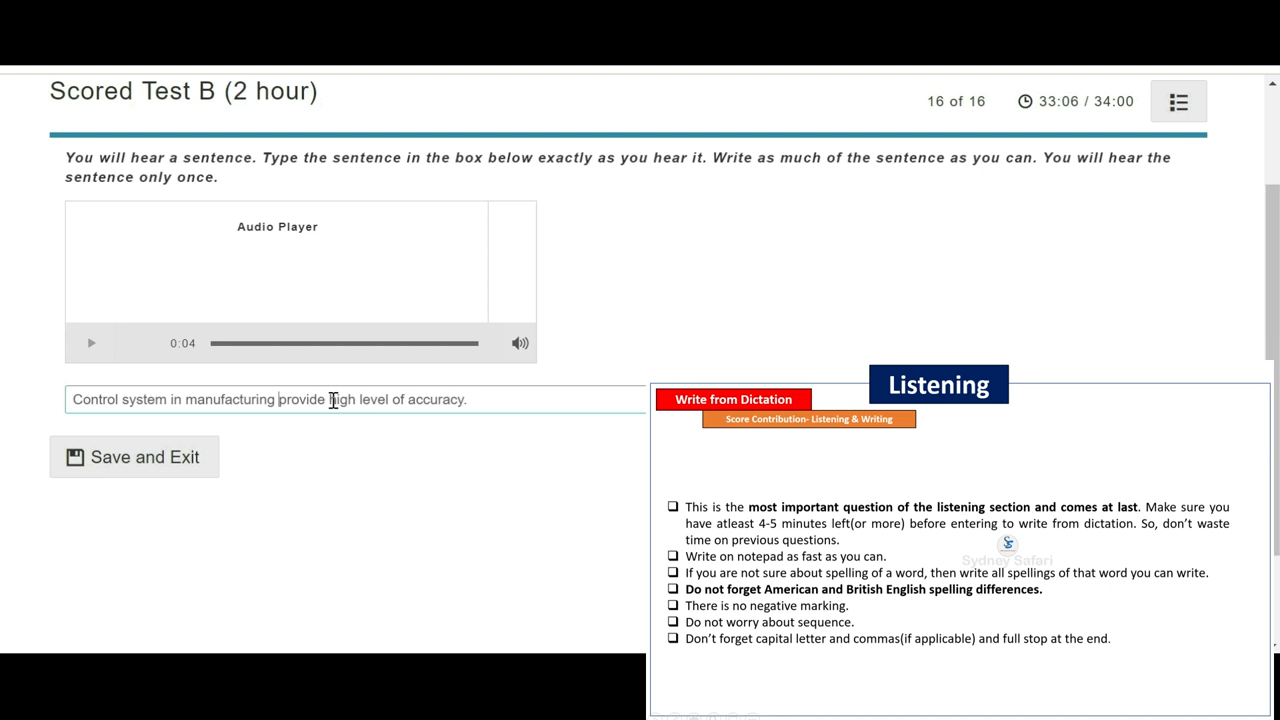 Scored Test B (2 hour)
16 of 16
33:06 / 34:00
You will hear a sentence. Type the sentence in the box below exactly as you hear it. Write as much of the sentence as you can. You will hear the
sentence only once.
Audio Player
0:04
Control system in manufacturing provide high level of accuracy.
Save and Exit
Listening
Write from Dictation
Score Contribution- Listening & Writing
This is the most important question of the listening section and comes at last. Make sure you
have atleast 4-5 minutes left(or more) before entering to write from dictation. So, don't waste
time on previous questions.
Write on notepad as fast as you can.
If you are not sure about spelling of a word, then write all spellings of that word you can write.
Do not forget American and British English spelling differences.
There is no negative marking.
Do not worry about sequence.
Don't forget capital letter and commas(if applicable) and full stop at the end.
Sydney Safari